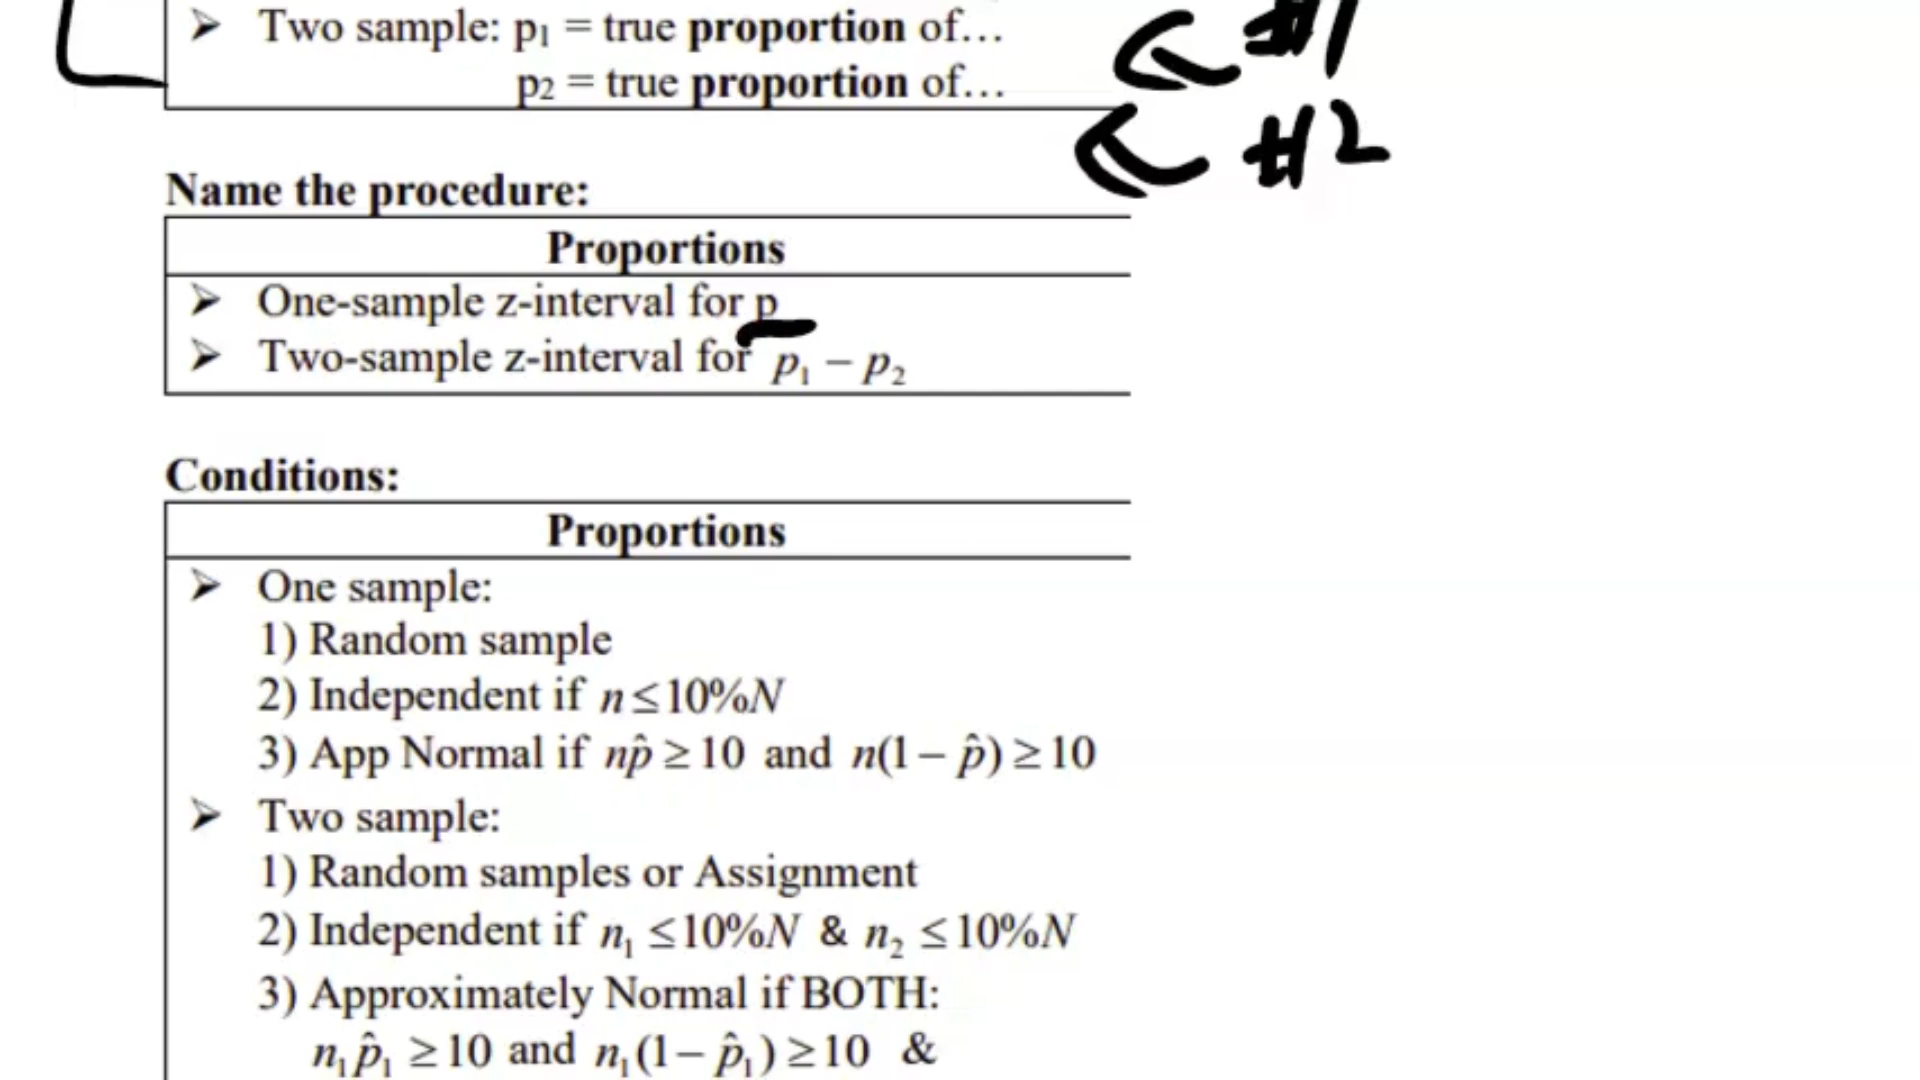 ➢ Two sample: p₁ = true proportion of…
p₂ = true proportion of…
#1
#2
Name the procedure:
Proportions
➢ One-sample z-interval for p
➢ Two-sample z-interval for p₁ – p₂
Conditions:
Proportions
➢ One sample:
1) Random sample
2) Independent if n ≤ 10%N
3) App Normal if np̂ ≥ 10 and n(1 – p̂) ≥ 10
➢ Two sample:
1) Random samples or Assignment
2) Independent if n₁ ≤ 10%N & n₂ ≤ 10%N
3) Approximately Normal if BOTH:
n₁p̂₁ ≥ 10 and n₁(1 – p̂₁) ≥ 10 &